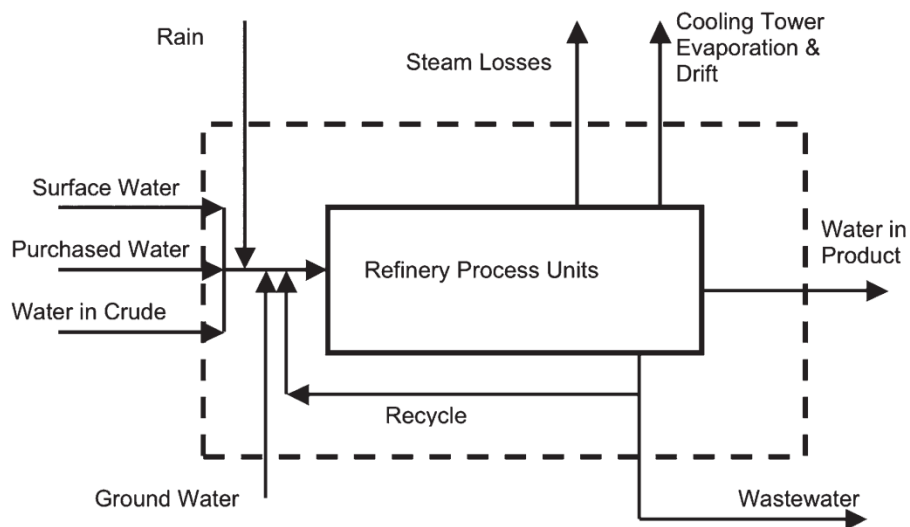 Rain
Steam Losses
Cooling Tower
Evaporation &
Drift
Surface Water
Purchased Water
Water in Crude
Refinery Process Units
Water in
Product
Recycle
Ground Water
Wastewater